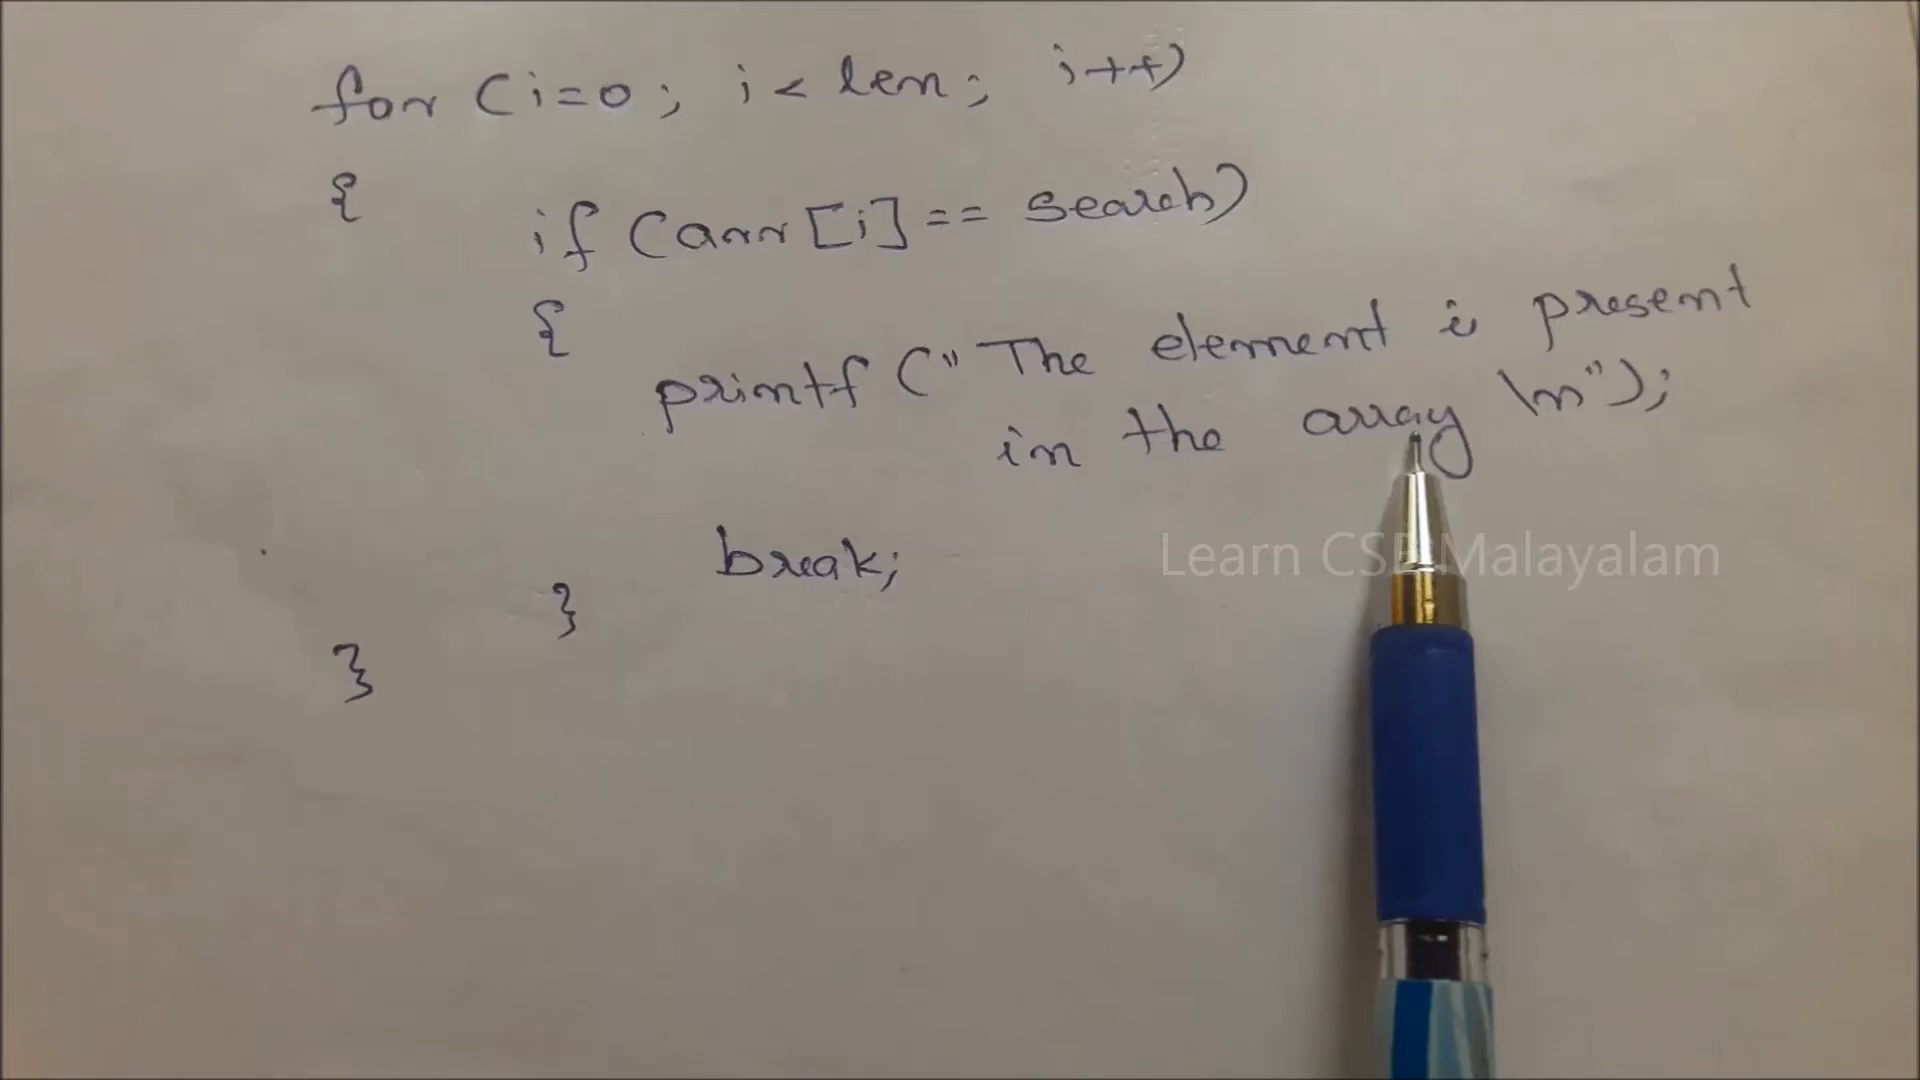 for (i=0; i< len; i++)
{
if (arr[i]== search)
{
printf ("The element is present
in the array \n");
Learn CSE Malayalam
break;
}
}